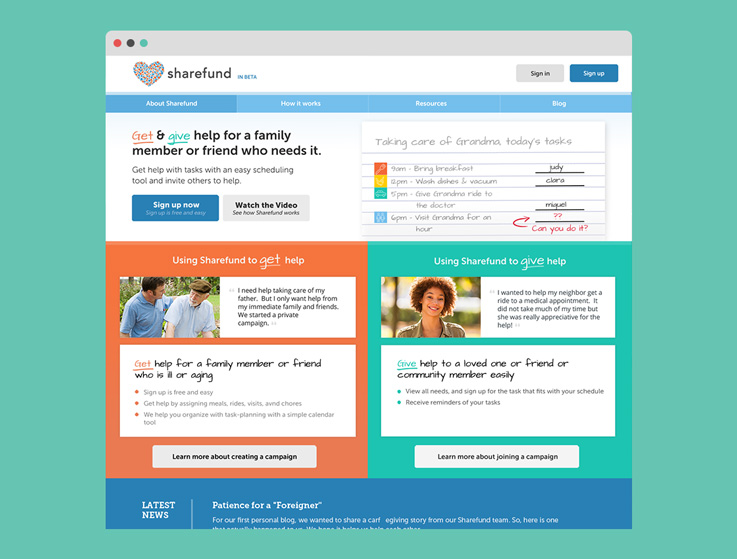 sharefund IN BETA
Sign in
Sign up
About Sharefund
How it works
Resources
Blog
Get & give help for a family
member or friend who needs it.
Get help with tasks with an easy scheduling
tool and invite others to help.
Sign up now
Sign up is free and easy
Watch the Video
See how Sharefund works
Taking care of Grandma, today's tasks
9am - Bring breakfast
judy
12pm - Wash dishes & vacuum
clara
5pm - Give Grandma ride to
the doctor
miquel
6pm - Visit Grandma for an
??
hour
Can you do it?
Using Sharefund to get help
“ I need help taking care of my
father. But I only want help from
my immediate family and friends.
We started a private
campaign. ”
Get help for a family member or friend
who is ill or aging
Sign up is free and easy
Get help by assigning meals, rides, visits, avnd chores
We help you organize with task-planning with a simple calendar
tool
Learn more about creating a campaign
Using Sharefund to give help
“ I wanted to help my neighbor get a
ride to a medical appointment. It
did not take much of my time but
she was really appreciative for the
help! ”
Give help to a loved one or friend or
community member easily
View all needs, and sign up for the task that fits with your schedule
Receive reminders of your tasks
Learn more about joining a campaign
LATEST
NEWS
Patience for a "Foreigner"
For our first personal blog, we wanted to share a carf egiving story from our Sharefund team. So, here is one